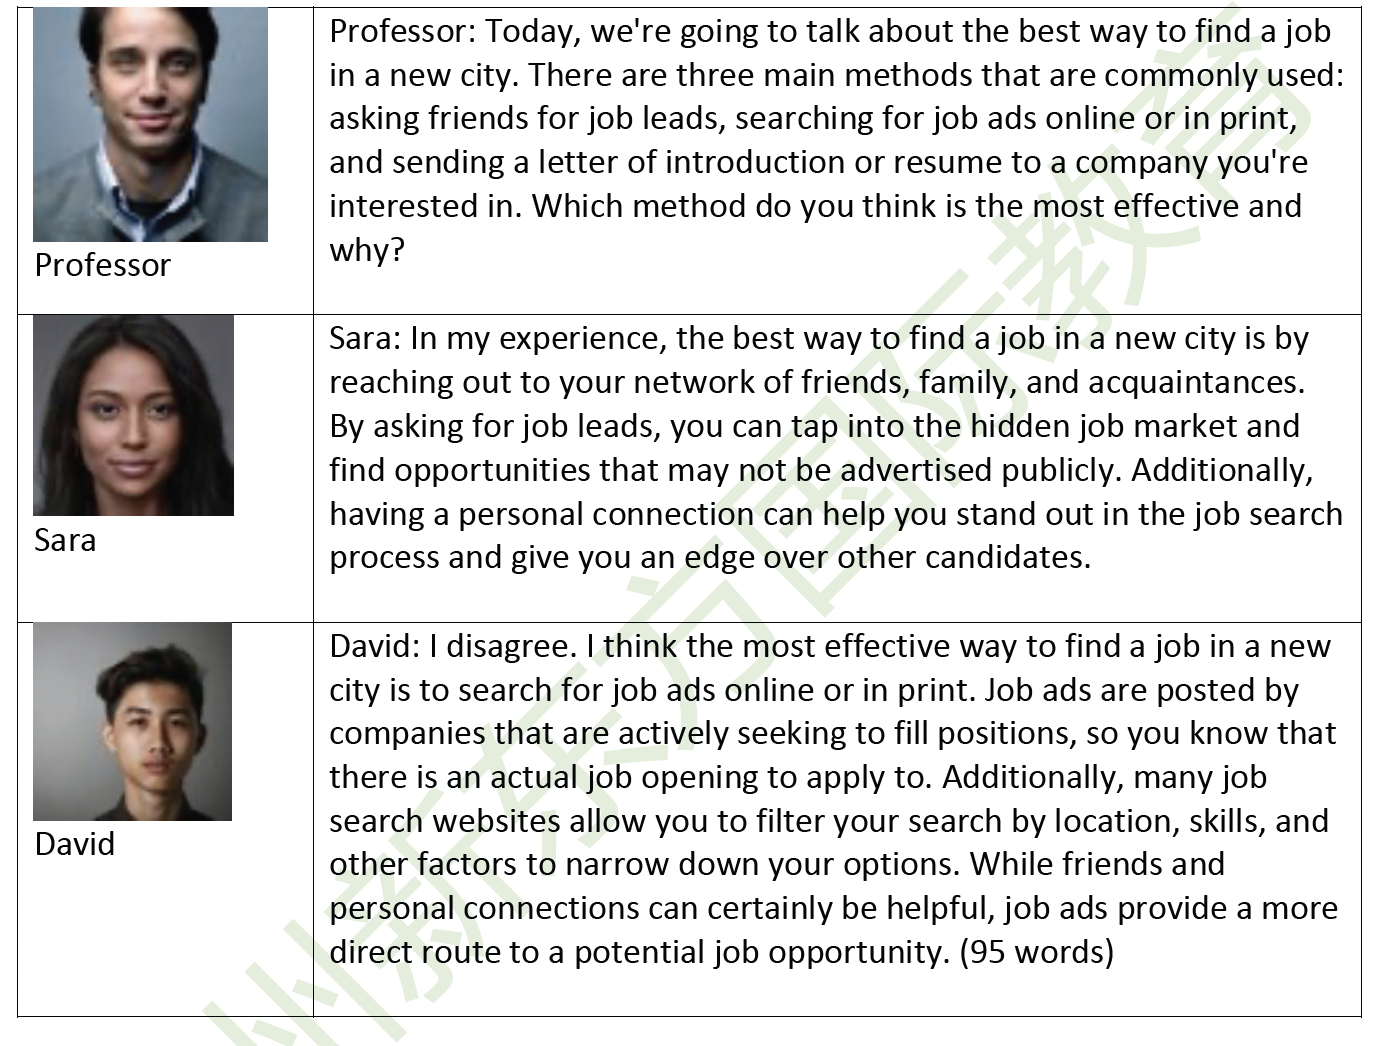 Professor: Today, we're going to talk about the best way to find a job
in a new city. There are three main methods that are commonly used:
asking friends for job leads, searching for job ads online or in print,
and sending a letter of introduction or resume to a company you're
interested in. Which method do you think is the most effective and
why?
Professor
Sara: In my experience, the best way to find a job in a new city is by
reaching out to your network of friends, family, and acquaintances.
By asking for job leads, you can tap into the hidden job market and
find opportunities that may not be advertised publicly. Additionally,
having a personal connection can help you stand out in the job search
process and give you an edge over other candidates.
Sara
David: I disagree. I think the most effective way to find a job in a new
city is to search for job ads online or in print. Job ads are posted by
companies that are actively seeking to fill positions, so you know that
there is an actual job opening to apply to. Additionally, many job
search websites allow you to filter your search by location, skills, and
other factors to narrow down your options. While friends and
personal connections can certainly be helpful, job ads provide a more
direct route to a potential job opportunity. (95 words)
David
州新东方国际教育